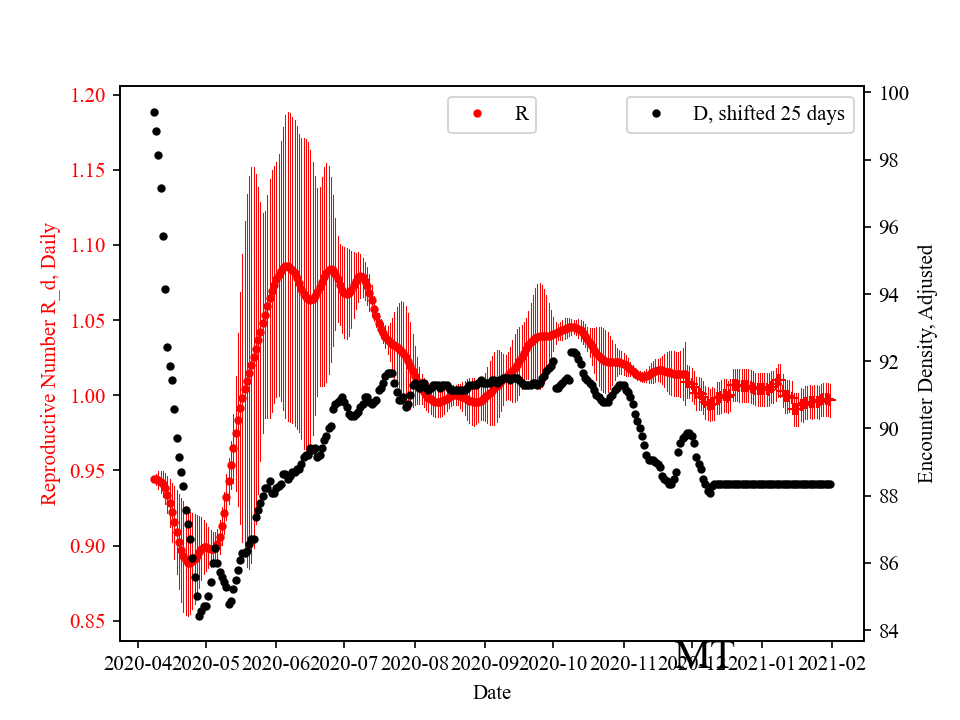 R
D, shifted 25 days
1.20
1.15
1.10
1.05
1.00
0.95
0.90
0.85
Reproductive Number R_d, Daily
100
98
96
94
92
90
88
86
84
Encounter Density, Adjusted
2020-04 2020-05 2020-06 2020-07 2020-08 2020-09 2020-10 2020-11 2020-12 2021-01 2021-02
MT
Date